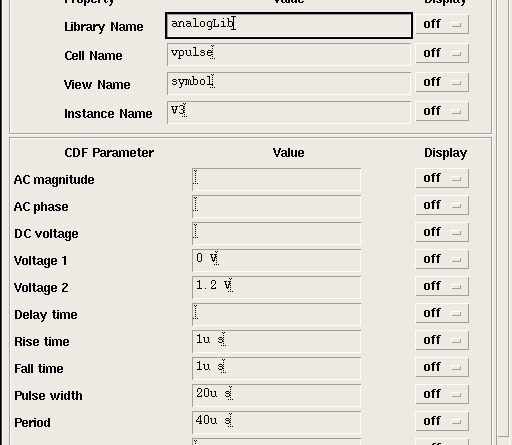 Property Value Display
Library Name analogLib off
Cell Name vpulse off
View Name symbol off
Instance Name V3 off
CDF Parameter Value Display
AC magnitude off
AC phase off
DC voltage off
Voltage 1 0 V off
Voltage 2 1.2 V off
Delay time off
Rise time 1u s off
Fall time 1u s off
Pulse width 20u s off
Period 40u s off